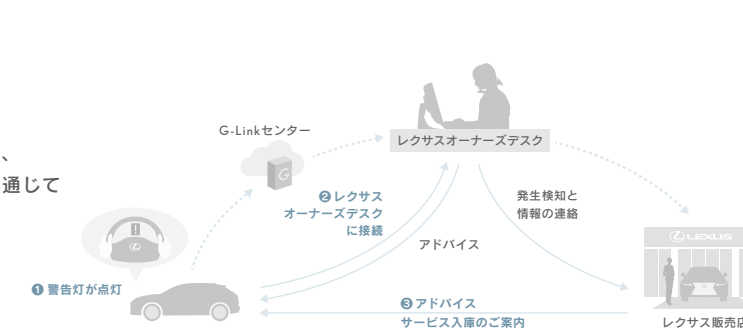 、
通じて
G-Linkセンター
G
レクサスオーナーズデスク
❷ レクサス
オーナーズデスク
に接続
発生検知と
情報の連絡
アドバイス
LEXUS
❶ 警告灯が点灯
❸ アドバイス
サービス入庫のご案内
レクサス販売店